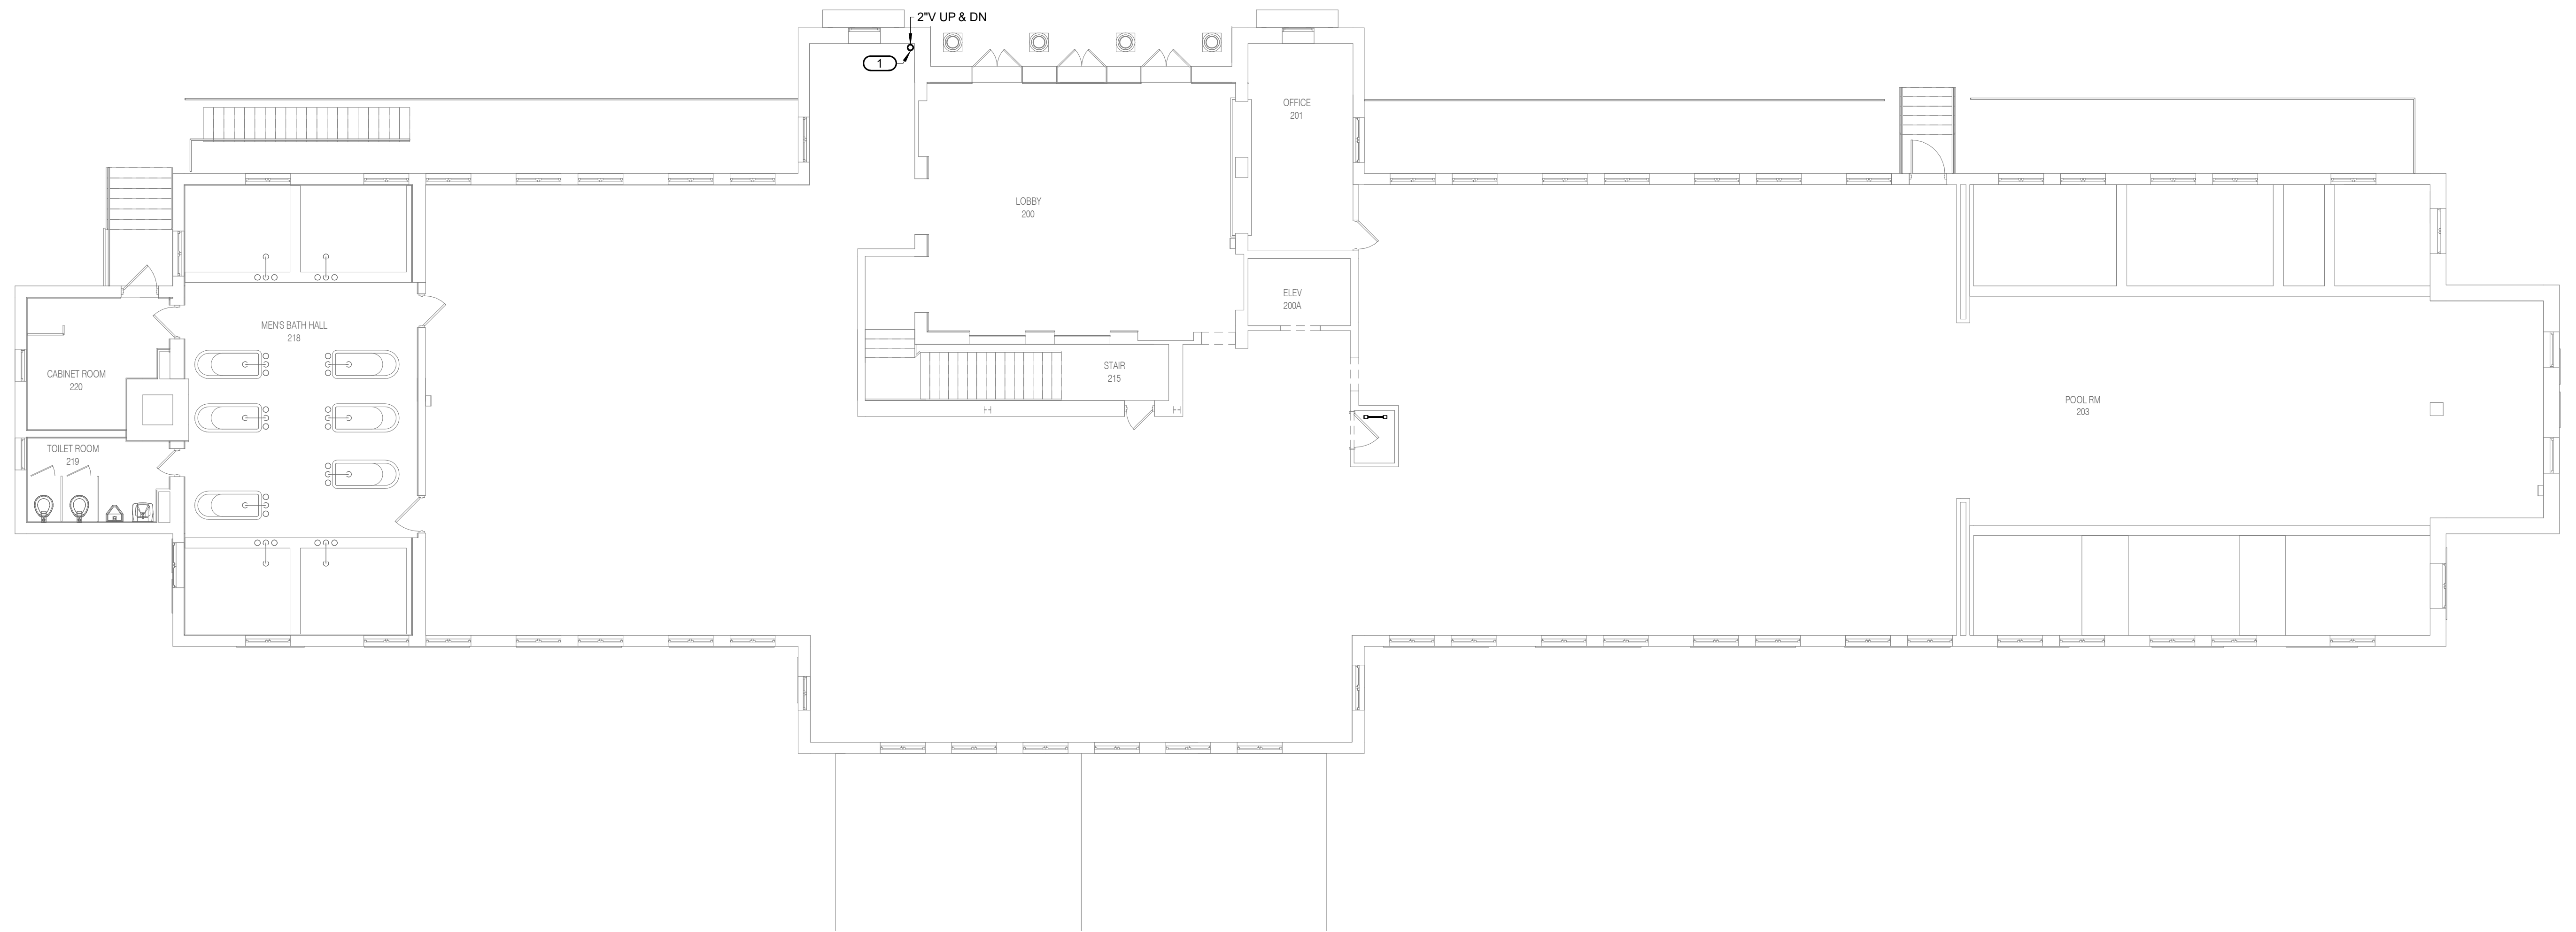 2"V UP & DN
1
OFFICE
201
LOBBY
200
ELEV
200A
MEN'S BATH HALL
218
STAIR
215
CABINET ROOM
220
POOL RM
203
TOILET ROOM
219